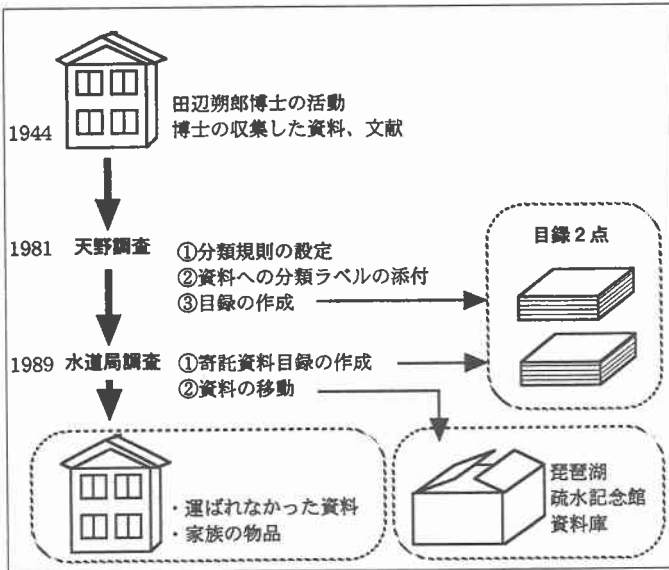 1944
田辺朔郎博士の活動
博士の収集した資料、文献
1981 天野調査
①分類規則の設定
②資料への分類ラベルの添付
③目録の作成
目録2点
1989 水道局調査
①寄託資料目録の作成
②資料の移動
・運ばれなかった資料
・家族の物品
琵琶湖
疏水記念館
資料庫